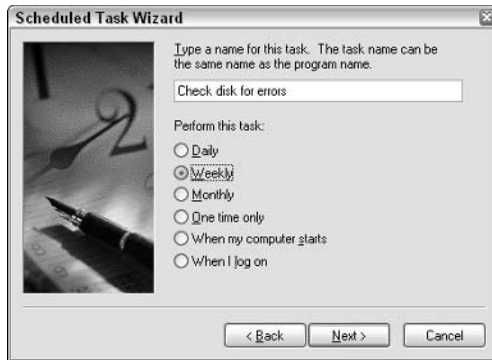 Scheduled Task Wizard
Type a name for this task. The task name can be
the same name as the program name.
Check disk for errors
Perform this task:
Daily
Weekly
Monthly
One time only
When my computer starts
When I log on
< Back
Next >
Cancel